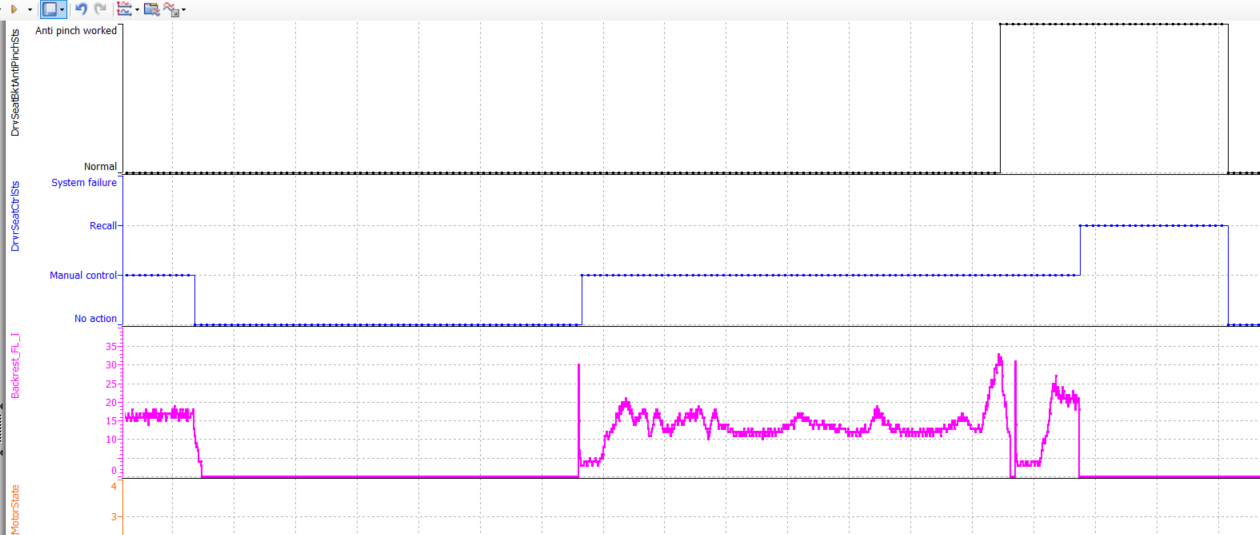 DrvSeatBktAntiPinchSts
Anti pinch worked
Normal
DrvrSeatCtrlSts
System failure
Recall
Manual control
No action
Backrest_FL_I
35
30
25
20
15
10
0
MotorState
4
3